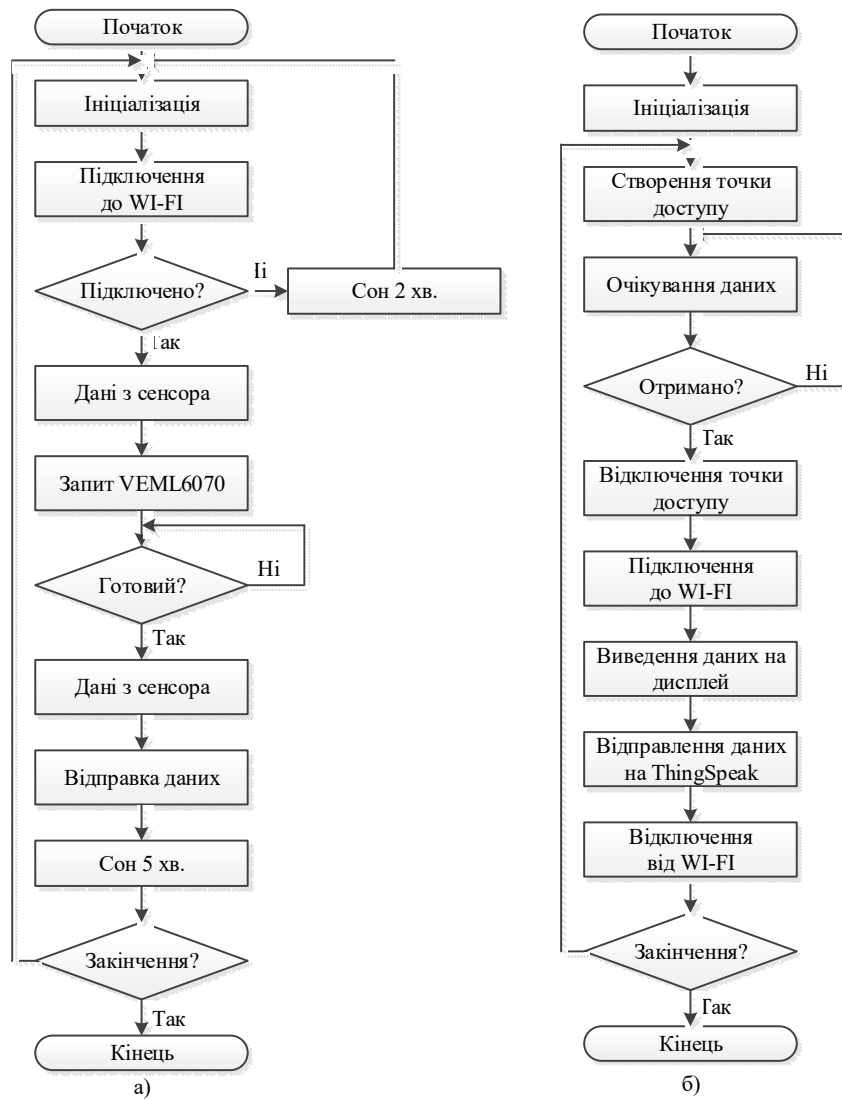 Початок
Ініціалізація
Підключення
до WI-FI
Підключено?
Ні
Сон 2 хв.
Так
Дані з сенсора
Запит VEML6070
Готовий?
Ні
Так
Дані з сенсора
Відправка даних
Сон 5 хв.
Закінчення?
Так
Кінець
а)
Початок
Ініціалізація
Створення точки
доступу
Очікування даних
Отримано?
Ні
Так
Відключення точки
доступу
Підключення
до WI-FI
Виведення даних на
дисплей
Відправлення даних
на ThingSpeak
Відключення
від WI-FI
Закінчення?
Так
Кінець
б)